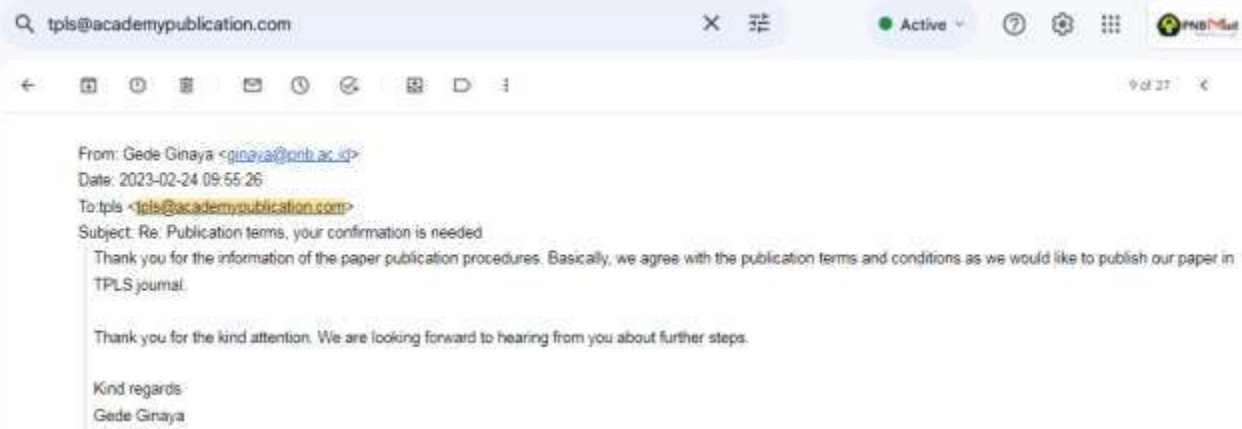 tpls@academypublication.com
Active
PNB
9 of 27
From: Gede Ginaya <ginaya@pnb.ac.id>
Date: 2023-02-24 09:55:26
To:tpls <tpls@academypublication.com>
Subject: Re: Publication terms, your confirmation is needed
Thank you for the information of the paper publication procedures. Basically, we agree with the publication terms and conditions as we would like to publish our paper in
TPLS journal.
Thank you for the kind attention. We are looking forward to hearing from you about further steps.
Kind regards
Gede Ginaya